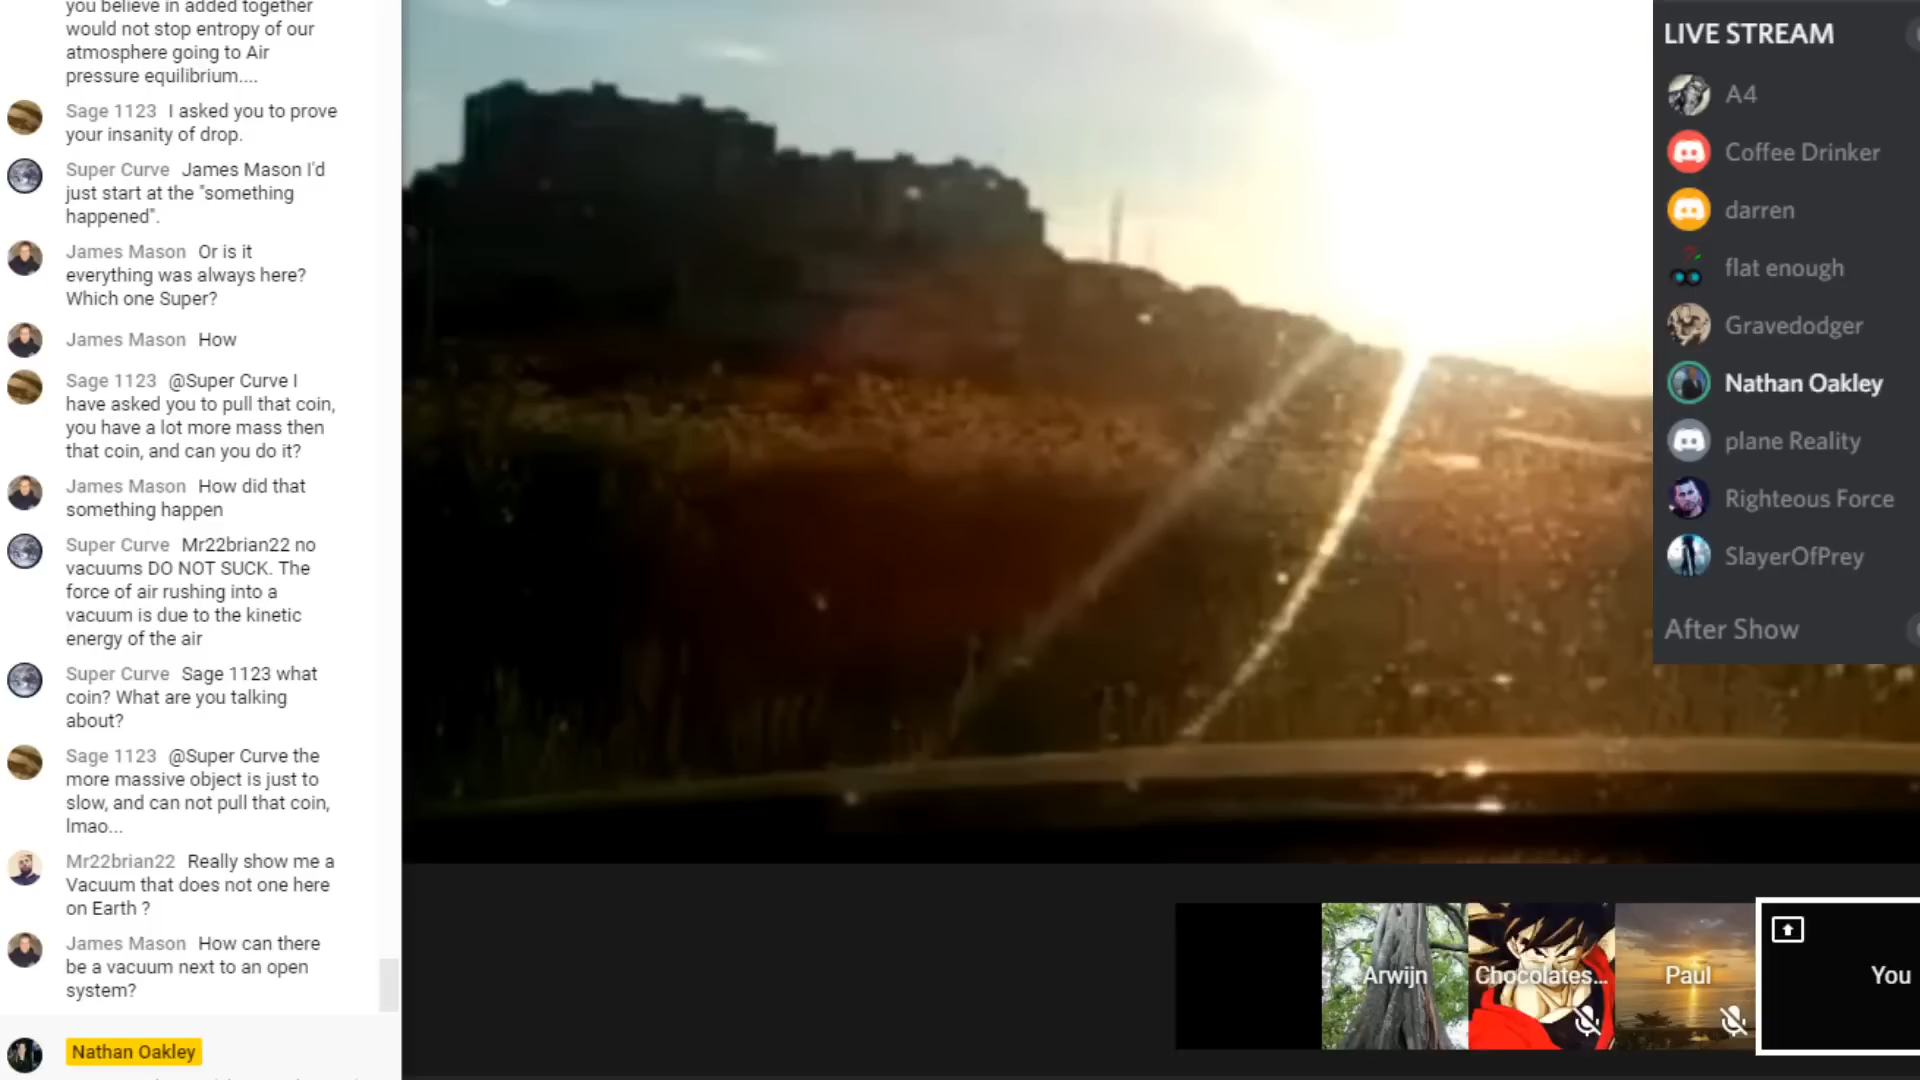 you believe in added together
would not stop entropy of our
atmosphere going to Air
pressure equilibrium....
Sage 1123 I asked you to prove
your insanity of drop.
Super Curve James Mason I'd
just start at the "something
happened".
James Mason Or is it
everything was always here?
Which one Super?
James Mason How
Sage 1123 @Super Curve I
have asked you to pull that coin,
you have a lot more mass then
that coin, and can you do it?
James Mason How did that
something happen
Super Curve Mr22brian22 no
vacuums DO NOT SUCK. The
force of air rushing into a
vacuum is due to the kinetic
energy of the air
Super Curve Sage 1123 what
coin? What are you talking
about?
Sage 1123 @Super Curve the
more massive object is just to
slow, and can not pull that coin,
lmao...
Mr22brian22 Really show me a
Vacuum that does not one here
on Earth ?
James Mason How can there
be a vacuum next to an open
system?
Nathan Oakley
LIVE STREAM
A4
Coffee Drinker
darren
flat enough
Gravedodger
Nathan Oakley
plane Reality
Righteous Force
SlayerOfPrey
After Show
Arwijn
Chocolates...
Paul
You